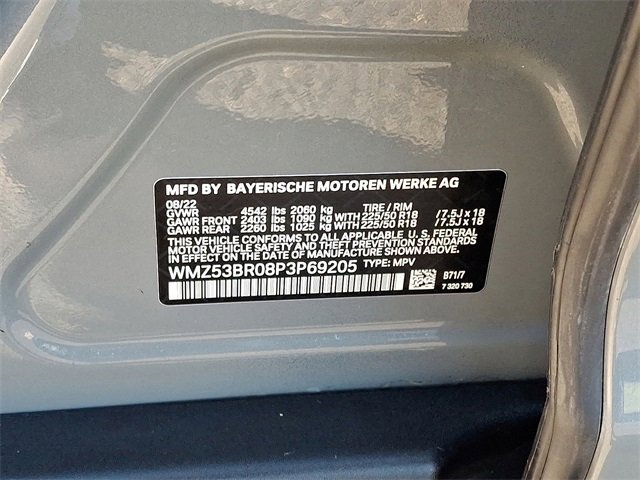 MFD BY BAYERISCHE MOTOREN WERKE AG
08/22 TIRE / RIM
GVWR 4542 lbs 2060 kg
GAWR FRONT 2403 lbs 1090 kg WITH 225/50 R18 / 7.5J x 18
GAWR REAR 2260 lbs 1025 kg WITH 225/50 R18 / 7.5J x 18
THIS VEHICLE CONFORMS TO ALL APPLICABLE U.S. FEDERAL
MOTOR VEHICLE SAFETY, BUMPER, AND THEFT PREVENTION STANDARDS
IN EFFECT ON THE DATE OF MANUFACTURE SHOWN ABOVE.
WMZ53BR08P3P69205 TYPE: MPV
B71/7
7 320 730